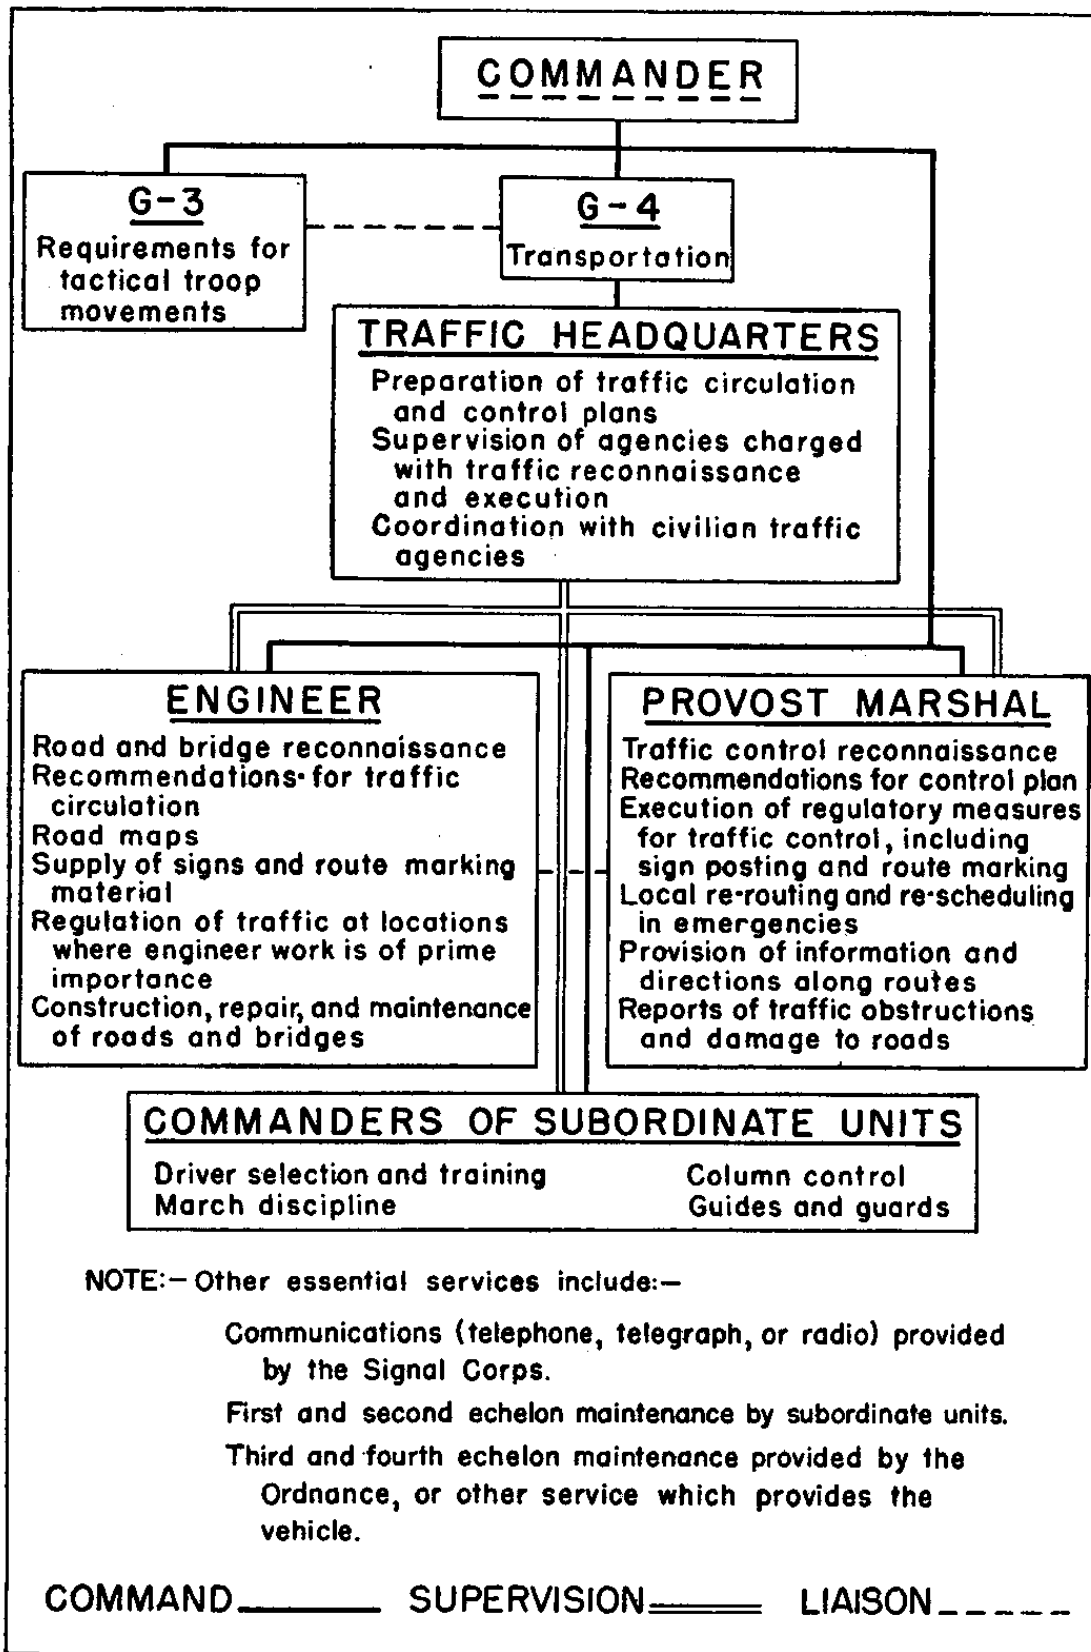 COMMANDER
G-3
Requirements for
tactical troop
movements
G-4
Transportation
TRAFFIC HEADQUARTERS
Preparation of traffic circulation
and control plans
Supervision of agencies charged
with traffic reconnaissance
and execution
Coordination with civilian traffic
agencies
ENGINEER
Road and bridge reconnaissance
Recommendations for traffic
circulation
Road maps
Supply of signs and route marking
material
Regulation of traffic at locations
where engineer work is of prime
importance
Construction, repair, and maintenance
of roads and bridges
PROVOST MARSHAL
Traffic control reconnaissance
Recommendations for control plan
Execution of regulatory measures
for traffic control, including
sign posting and route marking
Local re-routing and re-scheduling
in emergencies
Provision of information and
directions along routes
Reports of traffic obstructions
and damage to roads
COMMANDERS OF SUBORDINATE UNITS
Driver selection and training
March discipline
Column control
Guides and guards
NOTE:- Other essential services include:-
Communications (telephone, telegraph, or radio) provided
by the Signal Corps.
First and second echelon maintenance by subordinate units.
Third and fourth echelon maintenance provided by the
Ordnance, or other service which provides the
vehicle.
COMMAND SUPERVISION LIAISON